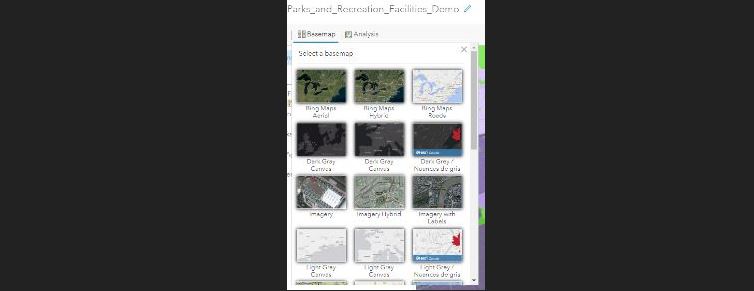 Parks_and_Recreation_Facilities_Demo
Basemap Analysis
Select a basemap
Bing Maps
Aerial
Bing Maps
Hybrid
Bing Maps
Roads
Dark Gray
Canvas
Dark Gray
Canvas
Dark Grey /
Nuances de gris
Imagery
Imagery Hybrid
Imagery with
Labels
Light Gray
Canvas
Light Gray
Canvas
Light Grey /
Nuances de gris